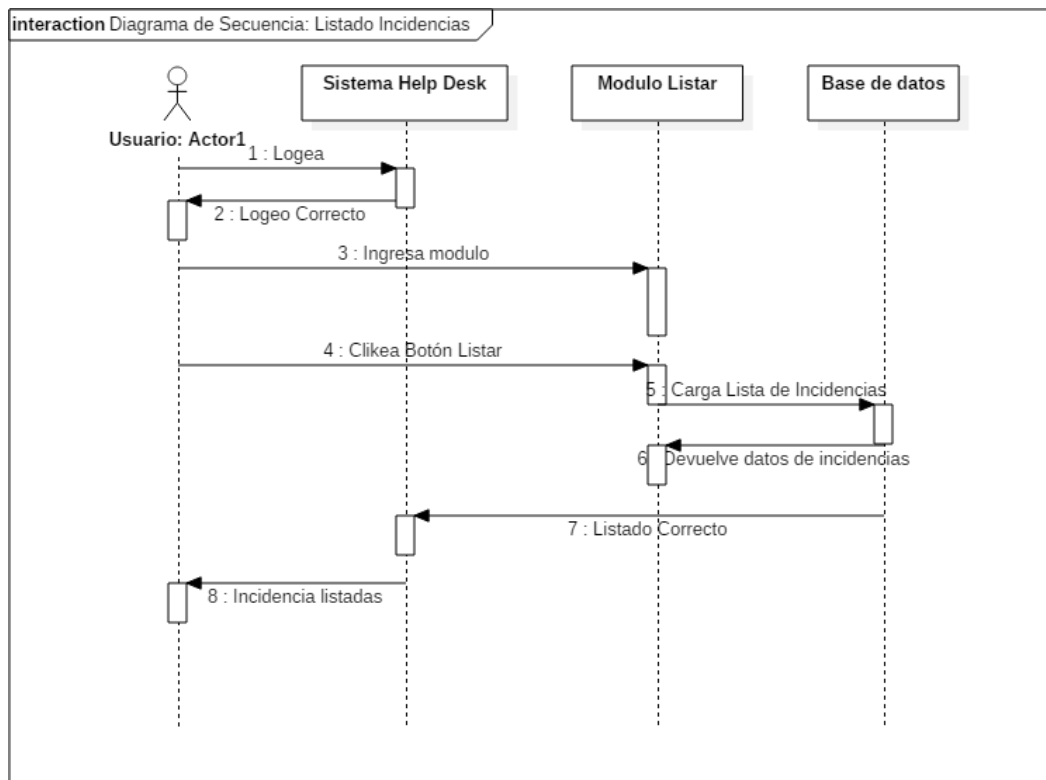 interaction Diagrama de Secuencia: Listado Incidencias
Sistema Help Desk
Modulo Listar
Base de datos
Usuario: Actor1
1 : Logea
2 : Logeo Correcto
3 : Ingresa modulo
4 : Clikea Botón Listar
5 : Carga Lista de Incidencias
6 : Devuelve datos de incidencias
7 : Listado Correcto
8 : Incidencia listadas